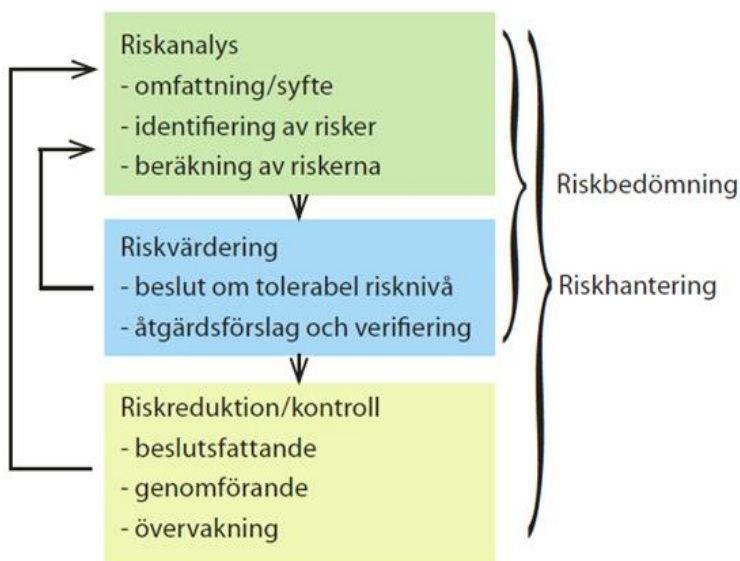 Riskanalys
- omfattning/syfte
- identifiering av risker
- beräkning av riskerna
Riskvärdering
- beslut om tolerabel risknivå
- åtgärdsförslag och verifiering
Riskreduktion/kontroll
- beslutsfattande
- genomförande
- övervakning
Riskbedömning
Riskhantering